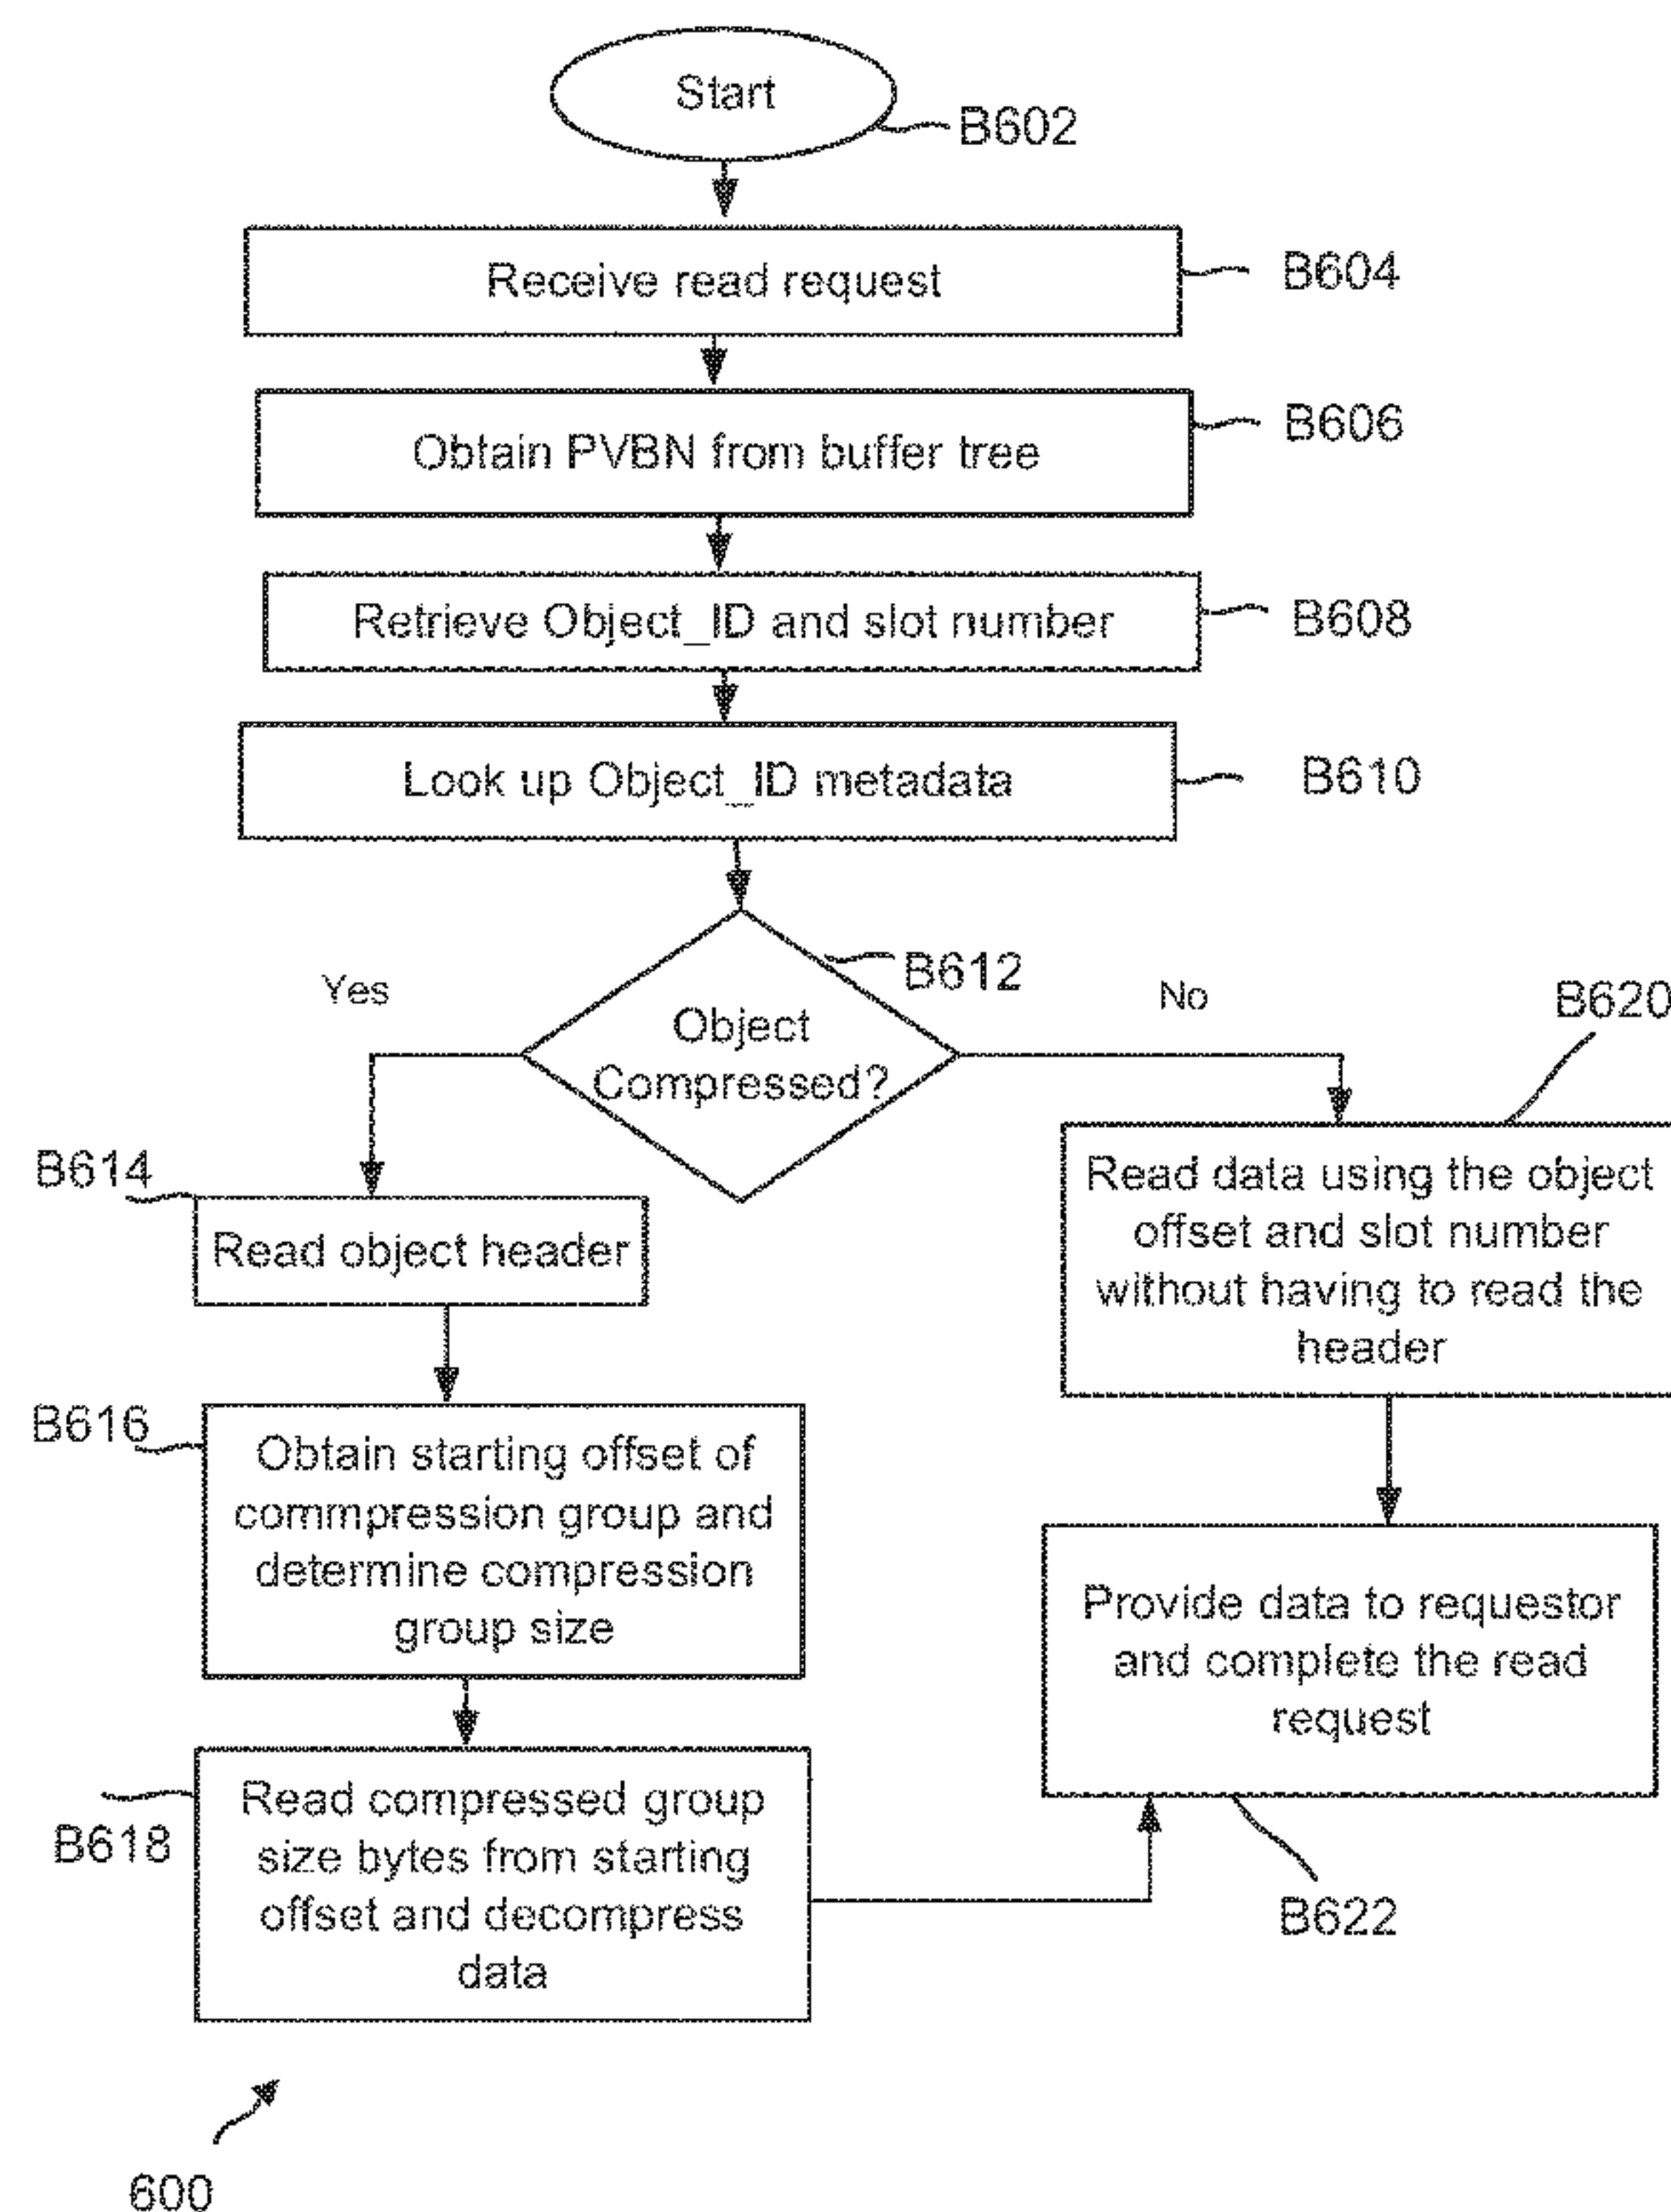 Start
B602
Receive read request
B604
Obtain PVBN from buffer tree
B606
Retrieve Object_ID and slot number
B608
Look up Object_ID metadata
B610
B612
Yes
No
B620
Object
Compressed?
B614
Read object header
Read data using the object
offset and slot number
without having to read the
header
B616
Obtain starting offset of
commpression group and
determine compression
group size
Provide data to requestor
and complete the read
request
B618
Read compressed group
size bytes from starting
offset and decompress
data
B622
600